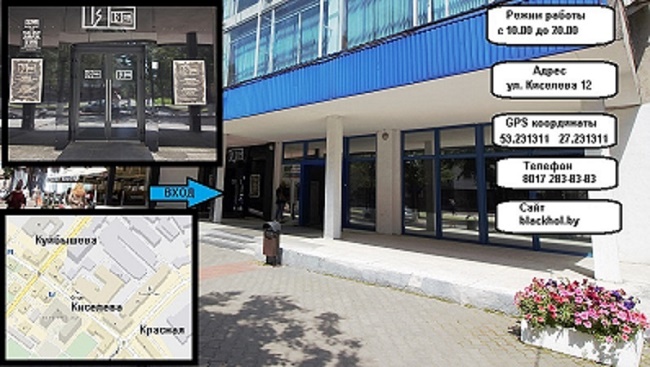 Режим работы
с 10.00 до 20.00
Адрес
ул. Киселева 12
GPS координаты
53.231311 27.231311
Телефон
8017 283-83-83
Сайт
blackhol.by
ВХОД
Куйбышева
Киселева
Красная